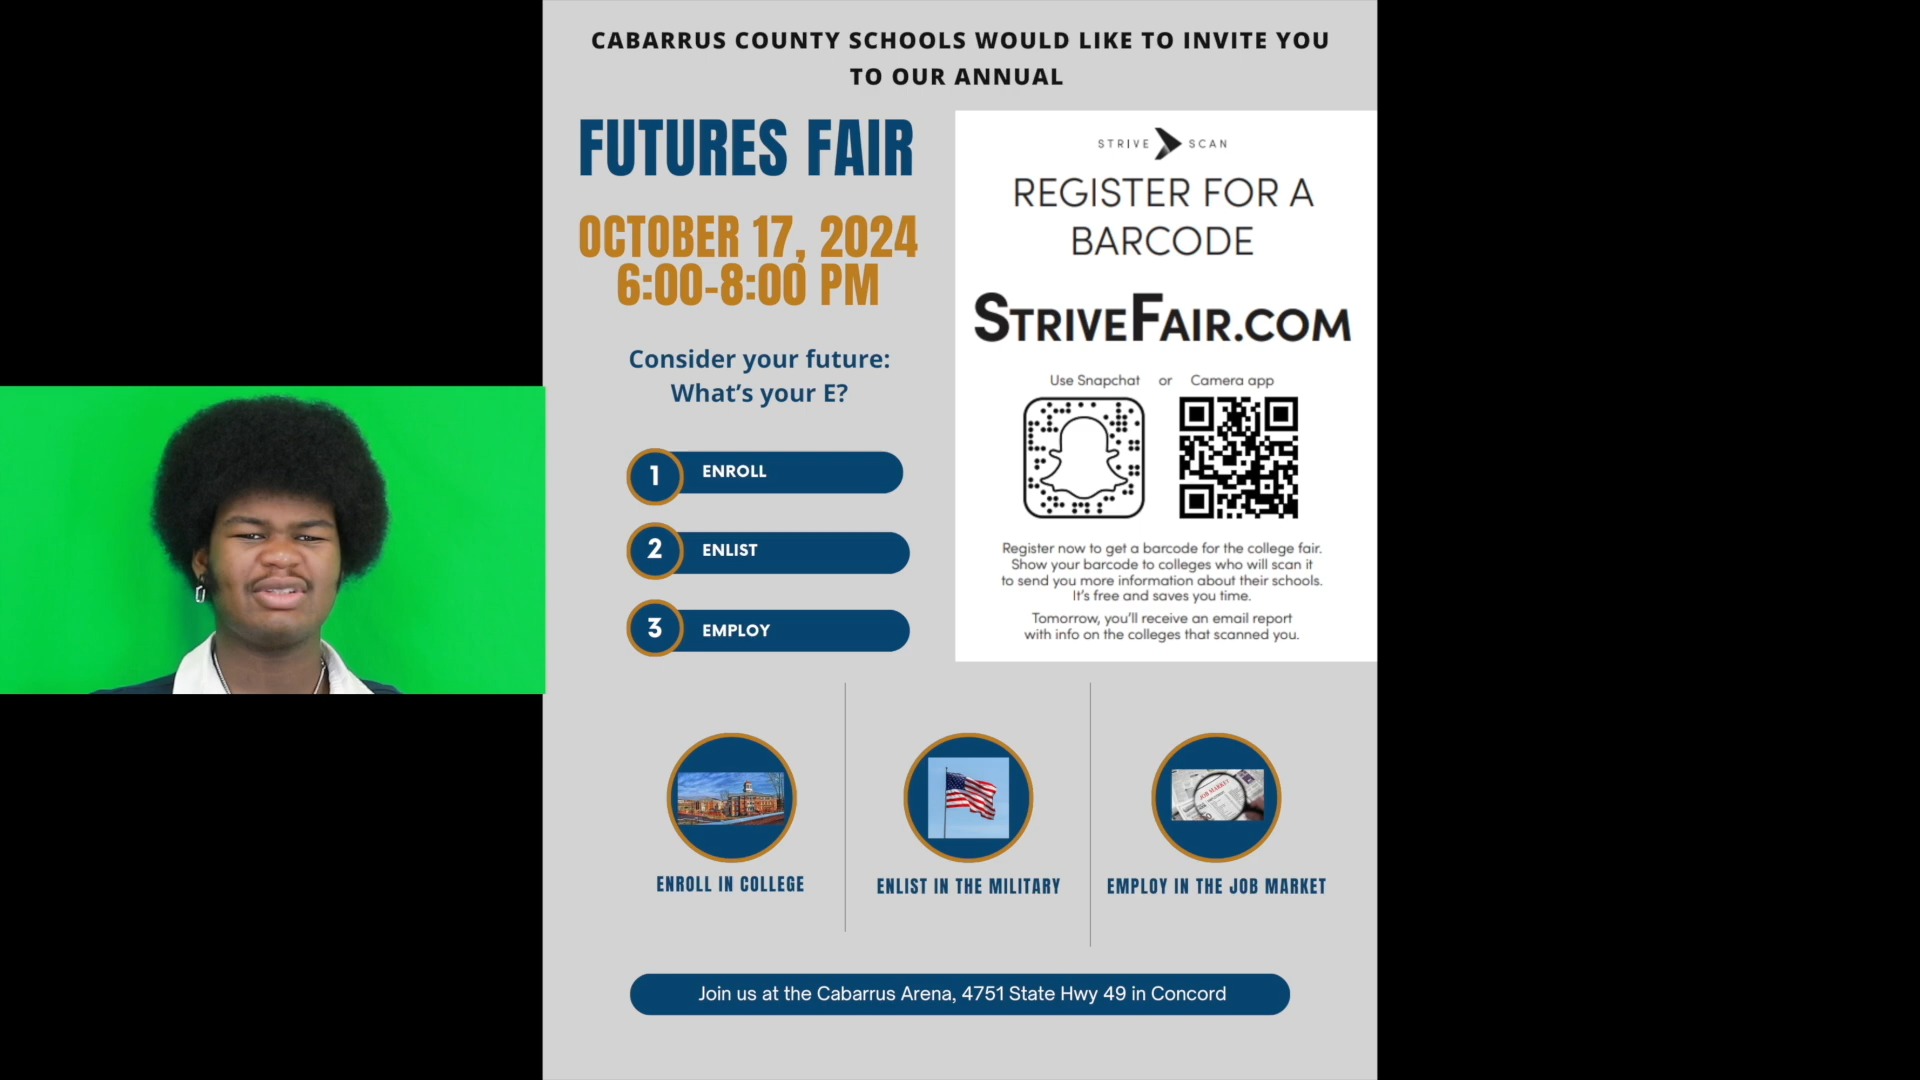 CABARRUS COUNTY SCHOOLS WOULD LIKE TO INVITE YOU
TO OUR ANNUAL
FUTURES FAIR
OCTOBER 17, 2024
6:00-8:00 PM
Consider your future:
What's your E?
1 ENROLL
2 ENLIST
3 EMPLOY
STRIVE SCAN
REGISTER FOR A
BARCODE
STRIVEFAIR.COM
Use Snapchat or Camera app
Register now to get a barcode for the college fair.
Show your barcode to colleges who will scan it
to send you more information about their schools.
It's free and saves you time.
Tomorrow, you'll receive an email report
with info on the colleges that scanned you.
JOB MARKET
ENROLL IN COLLEGE
ENLIST IN THE MILITARY
EMPLOY IN THE JOB MARKET
Join us at the Cabarrus Arena, 4751 State Hwy 49 in Concord